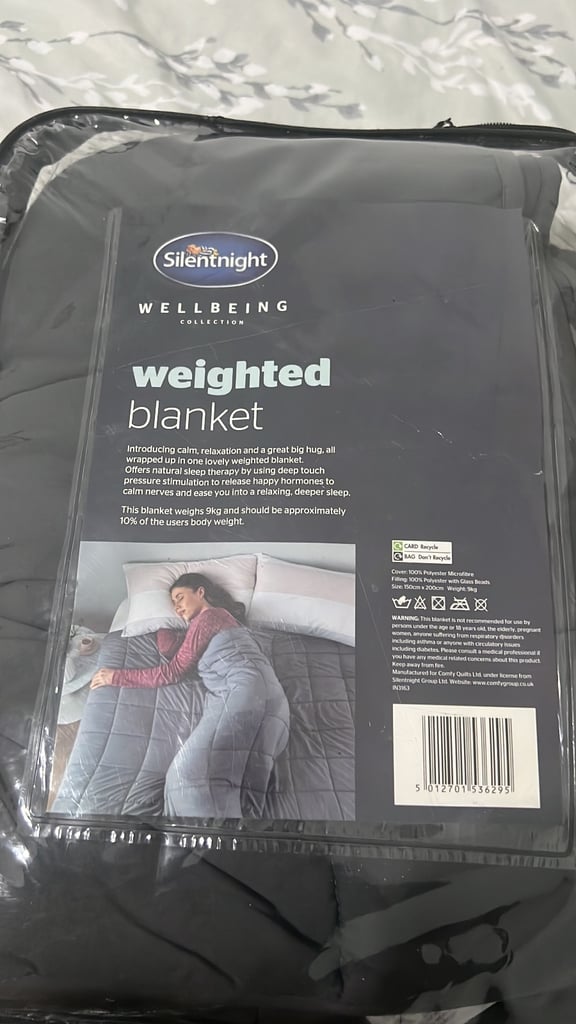 Silentnight
WELLBEING
COLLECTION
weighted
blanket
Introducing calm, relaxation and a great big hug, all
wrapped up in one lovely weighted blanket.
Offers natural sleep therapy by using deep touch
pressure stimulation to release happy hormones to
calm nerves and ease you into a relaxing, deeper sleep.
This blanket weighs 9kg and should be approximately
10% of the users body weight.
CARD Recycle
BAG Don't Recycle
Cover: 100% Polyester Microfibre
Filling: 100% Polyester with Glass Beads
Size: 150cm x 200cm Weight: 9kg
WARNING: This blanket is not recommended for use by
persons under the age or 18 years old, the elderly, pregnant
women, anyone suffering from respiratory disorders
including asthma or anyone with circulatory issues
including diabetes. Please consult a medical professional if
you have any medical related concerns about this product.
Keep away from fire.
Manufactured for Comfy Quilts Ltd. under license from
Silentnight Group Ltd. Website: www.comfygroup.co.uk
IN3163
5 012701 536295